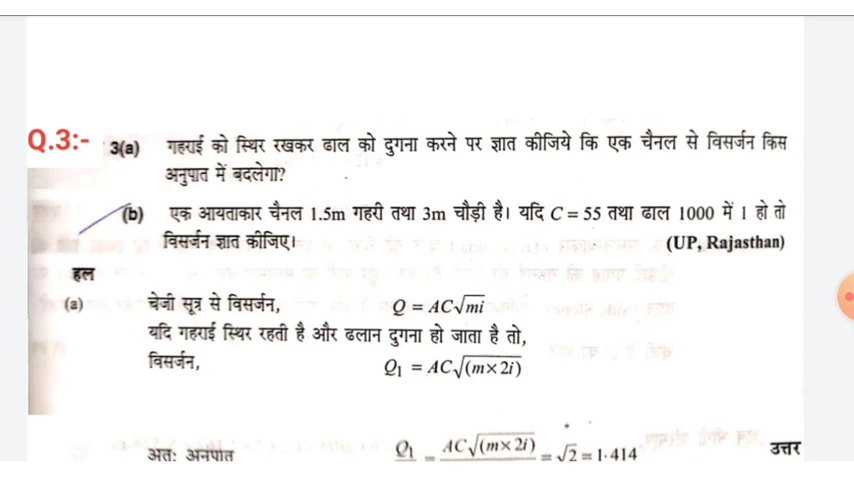 Q.3:- 3(a) गहराई को स्थिर रखकर ढाल को दुगना करने पर ज्ञात कीजिये कि एक चैनल से विसर्जन किस
अनुपात में बदलेगा?
(b) एक आयताकार चैनल 1.5m गहरी तथा 3m चौड़ी है। यदि C = 55 तथा ढाल 1000 में 1 हो तो
विसर्जन ज्ञात कीजिए। (UP, Rajasthan)
हल
(a) चेजी सूत्र से विसर्जन, Q = AC√mi
यदि गहराई स्थिर रहती है और ढलान दुगना हो जाता है तो,
विसर्जन, Q₁ = AC√(m×2i)
अतः अनुपात Q₁ = AC√(m×2i) = √2 = 1·414 उत्तर